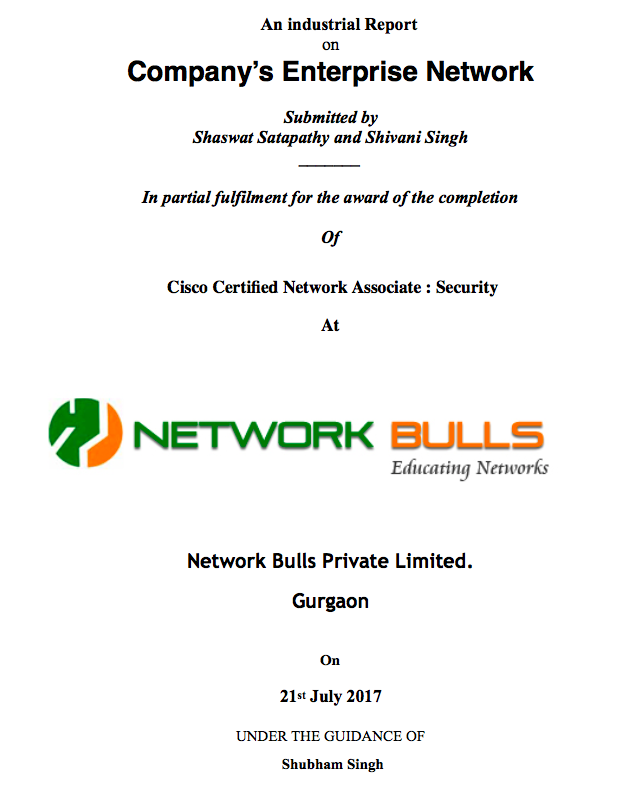 An industrial Report
on
Company's Enterprise Network
Submitted by
Shaswat Satapathy and Shivani Singh
_______
In partial fulfilment for the award of the completion
Of
Cisco Certified Network Associate : Security
At
NETWORK BULLS
Educating Networks
Network Bulls Private Limited.
Gurgaon
On
21st July 2017
UNDER THE GUIDANCE OF
Shubham Singh